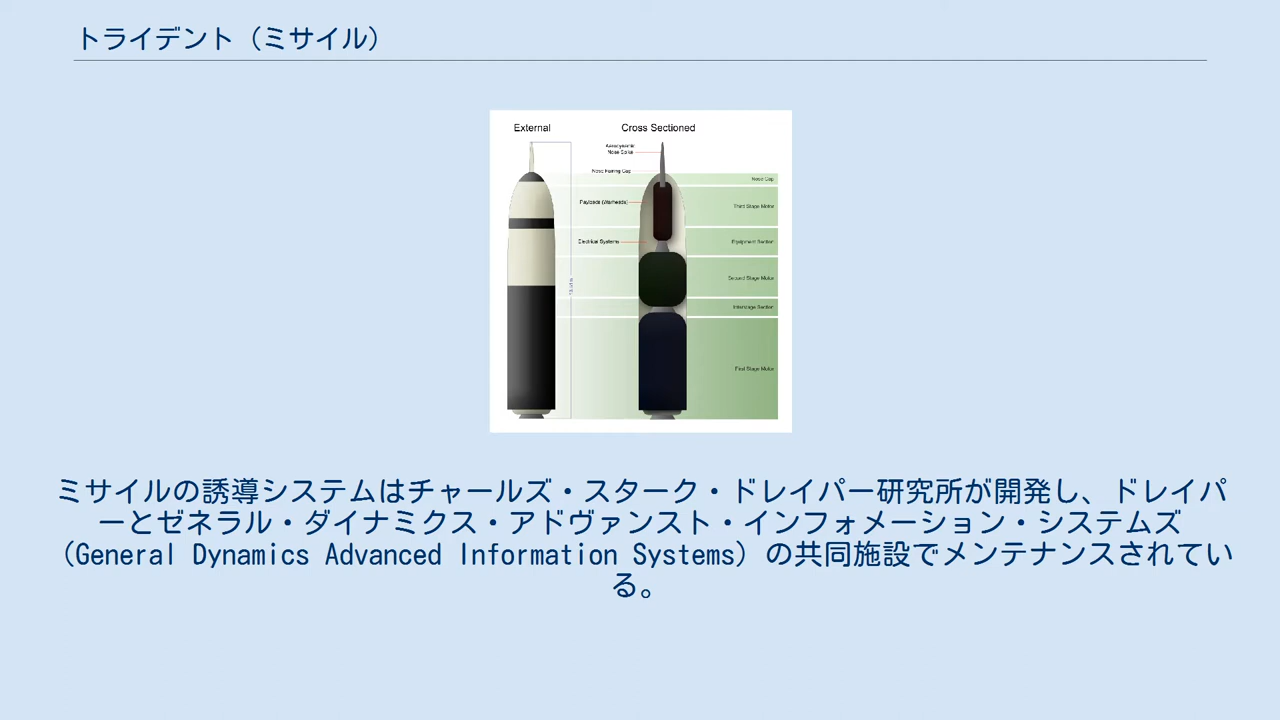 トライデント（ミサイル）
External
Cross Sectioned
Aerodynamic
Nose Spike
Nose Fairing Cap
Nose Cap
Payloads (Warheads)
Third Stage Motor
Electrical Systems
Equipment Section
Second Stage Motor
Interstage Section
First Stage Motor
ミサイルの誘導システムはチャールズ・スターク・ドレイパー研究所が開発し、ドレイパ
ーとゼネラル・ダイナミクス・アドヴァンスト・インフォメーション・システムズ
（General Dynamics Advanced Information Systems）の共同施設でメンテナンスされてい
る。